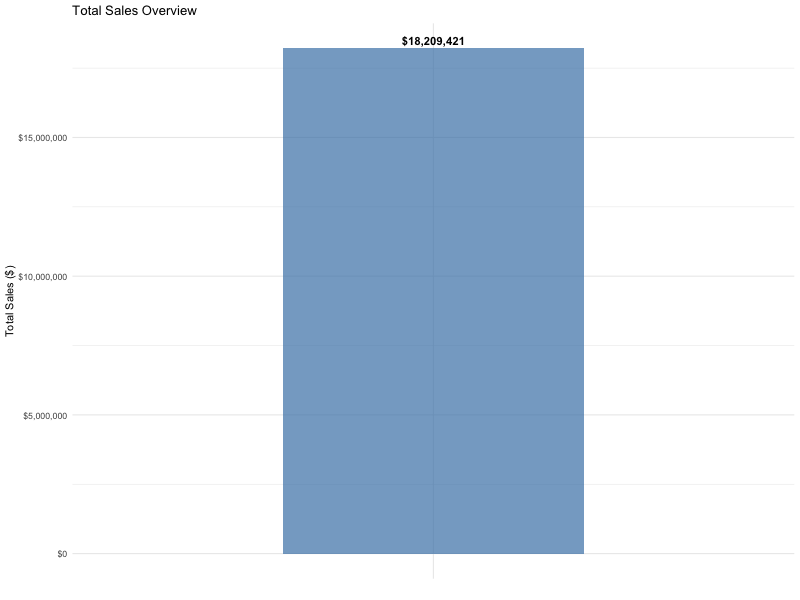 Total Sales Overview
$18,209,421
$15,000,000
$10,000,000
$5,000,000
$0
Total Sales ($)